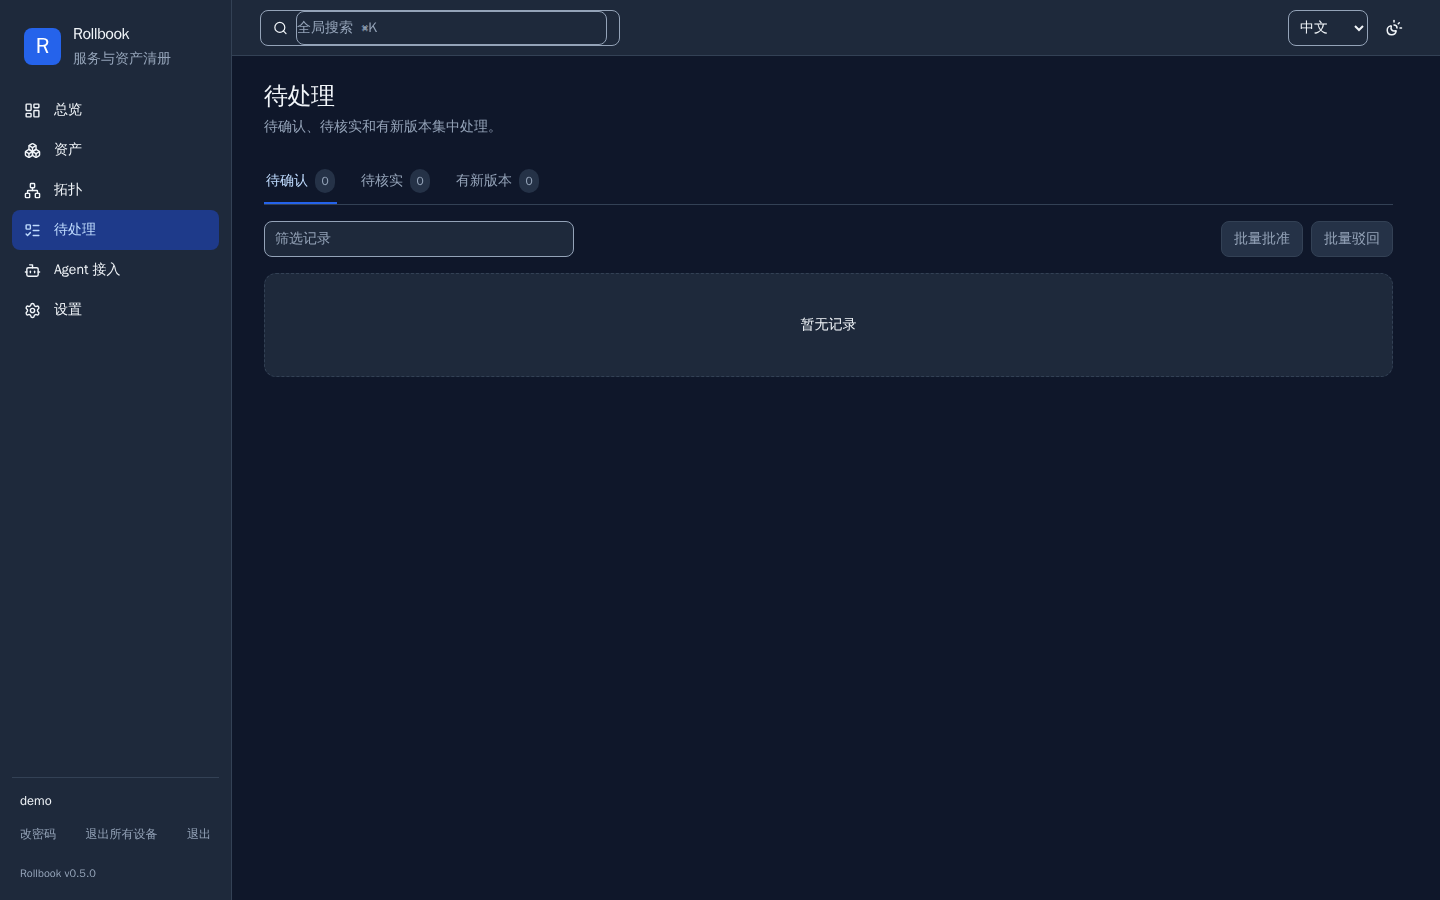 R
Rollbook
服务与资产清册
总览
资产
拓扑
待处理
Agent 接入
设置
demo
改密码 退出所有设备 退出
Rollbook v0.5.0
全局搜索 ⌘K
中文
待处理
待确认、待核实和有新版本集中处理。
待确认 0 待核实 0 有新版本 0
筛选记录
批量批准 批量驳回
暂无记录